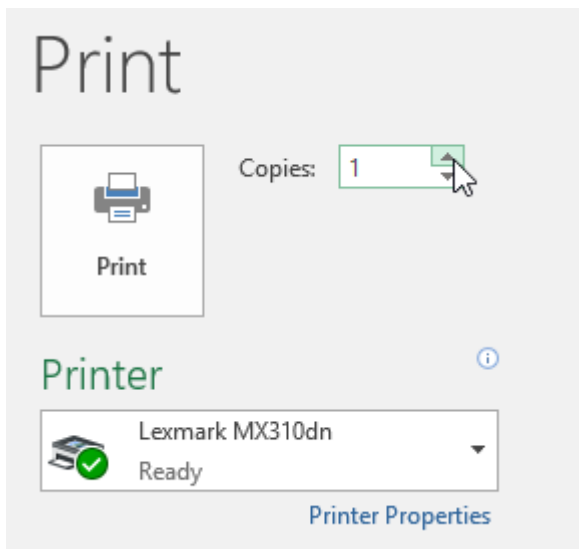 Print
Copies: 1
Print
Printer
Lexmark MX310dn
Ready
Printer Properties